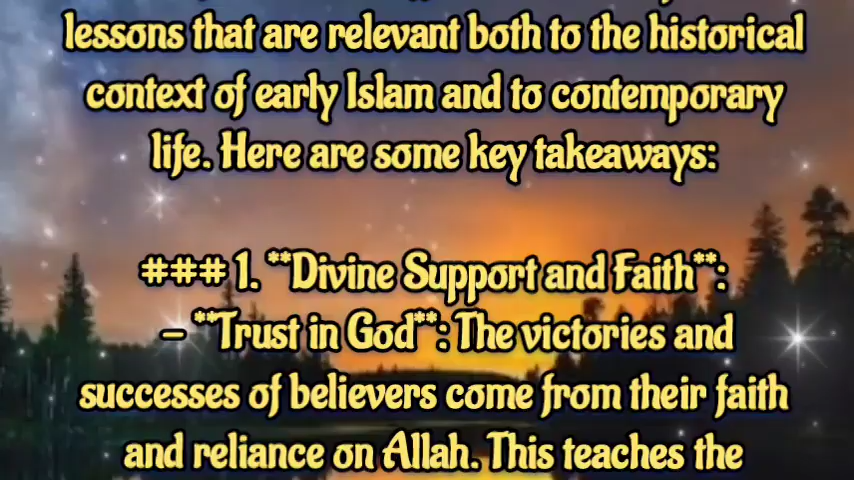 lessons that are relevant both to the historical
context of early Islam and to contemporary
life. Here are some key takeaways:
### 1. **Divine Support and Faith**:
- **Trust in God**: The victories and
successes of believers come from their faith
and reliance on Allah. This teaches the